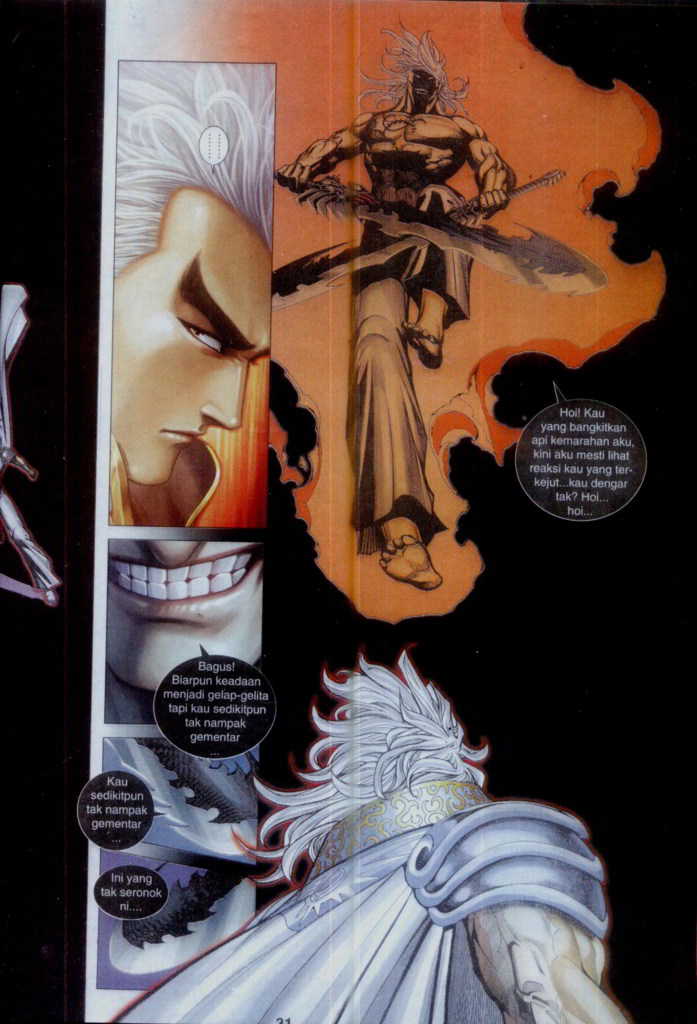 ...........
Hoi! Kau
yang bangkitkan
api kemarahan aku,
kini aku mesti lihat
reaksi kau yang ter-
kejut...kau dengar
tak? Hoi...
hoi...
Bagus!
Biarpun keadaan
menjadi gelap-gelita
tapi kau sedikitpun
tak nampak
gementar
...
Kau
sedikitpun
tak nampak
gementar
...
Ini yang
tak seronok
ni....
31